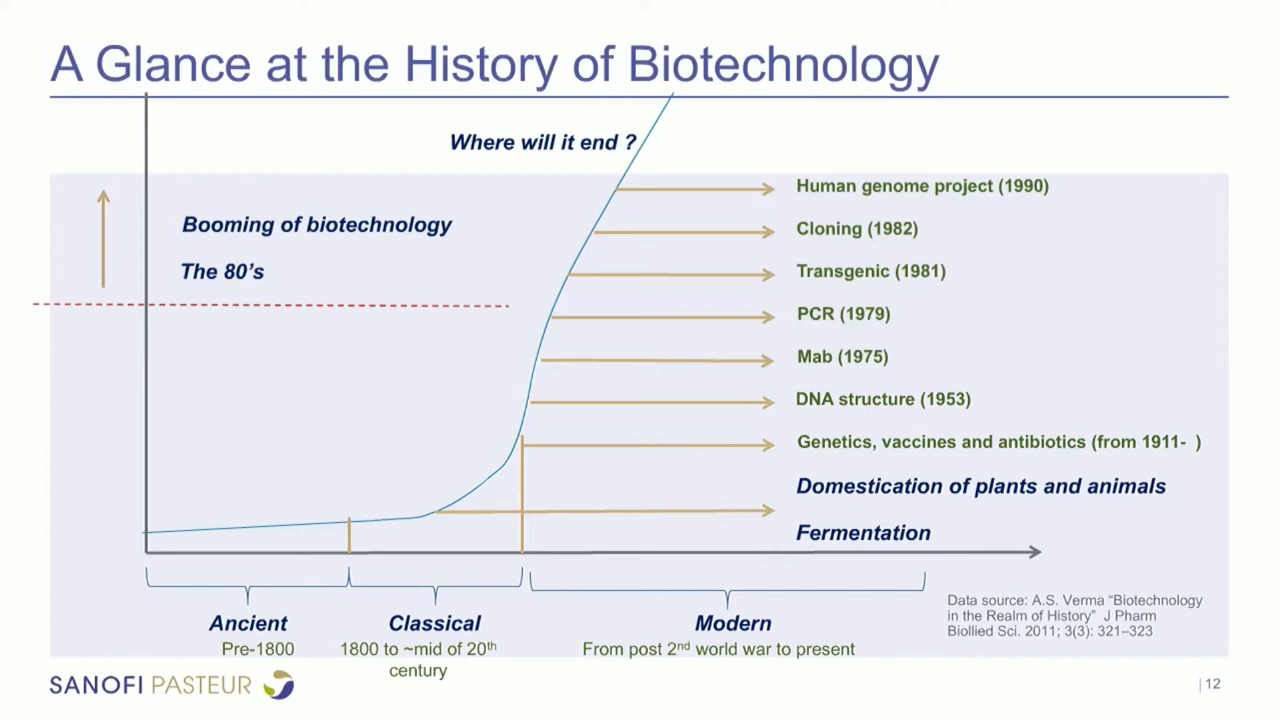 A Glance at the History of Biotechnology
Where will it end ?
Booming of biotechnology
The 80's
Human genome project (1990)
Cloning (1982)
Transgenic (1981)
PCR (1979)
Mab (1975)
DNA structure (1953)
Genetics, vaccines and antibiotics (from 1911- )
Domestication of plants and animals
Fermentation
Ancient
Pre-1800
Classical
1800 to ~mid of 20th
century
Modern
From post 2nd world war to present
Data source: A.S. Verma “Biotechnology
in the Realm of History” J Pharm
Biollied Sci. 2011; 3(3): 321–323
SANOFI PASTEUR
| 12